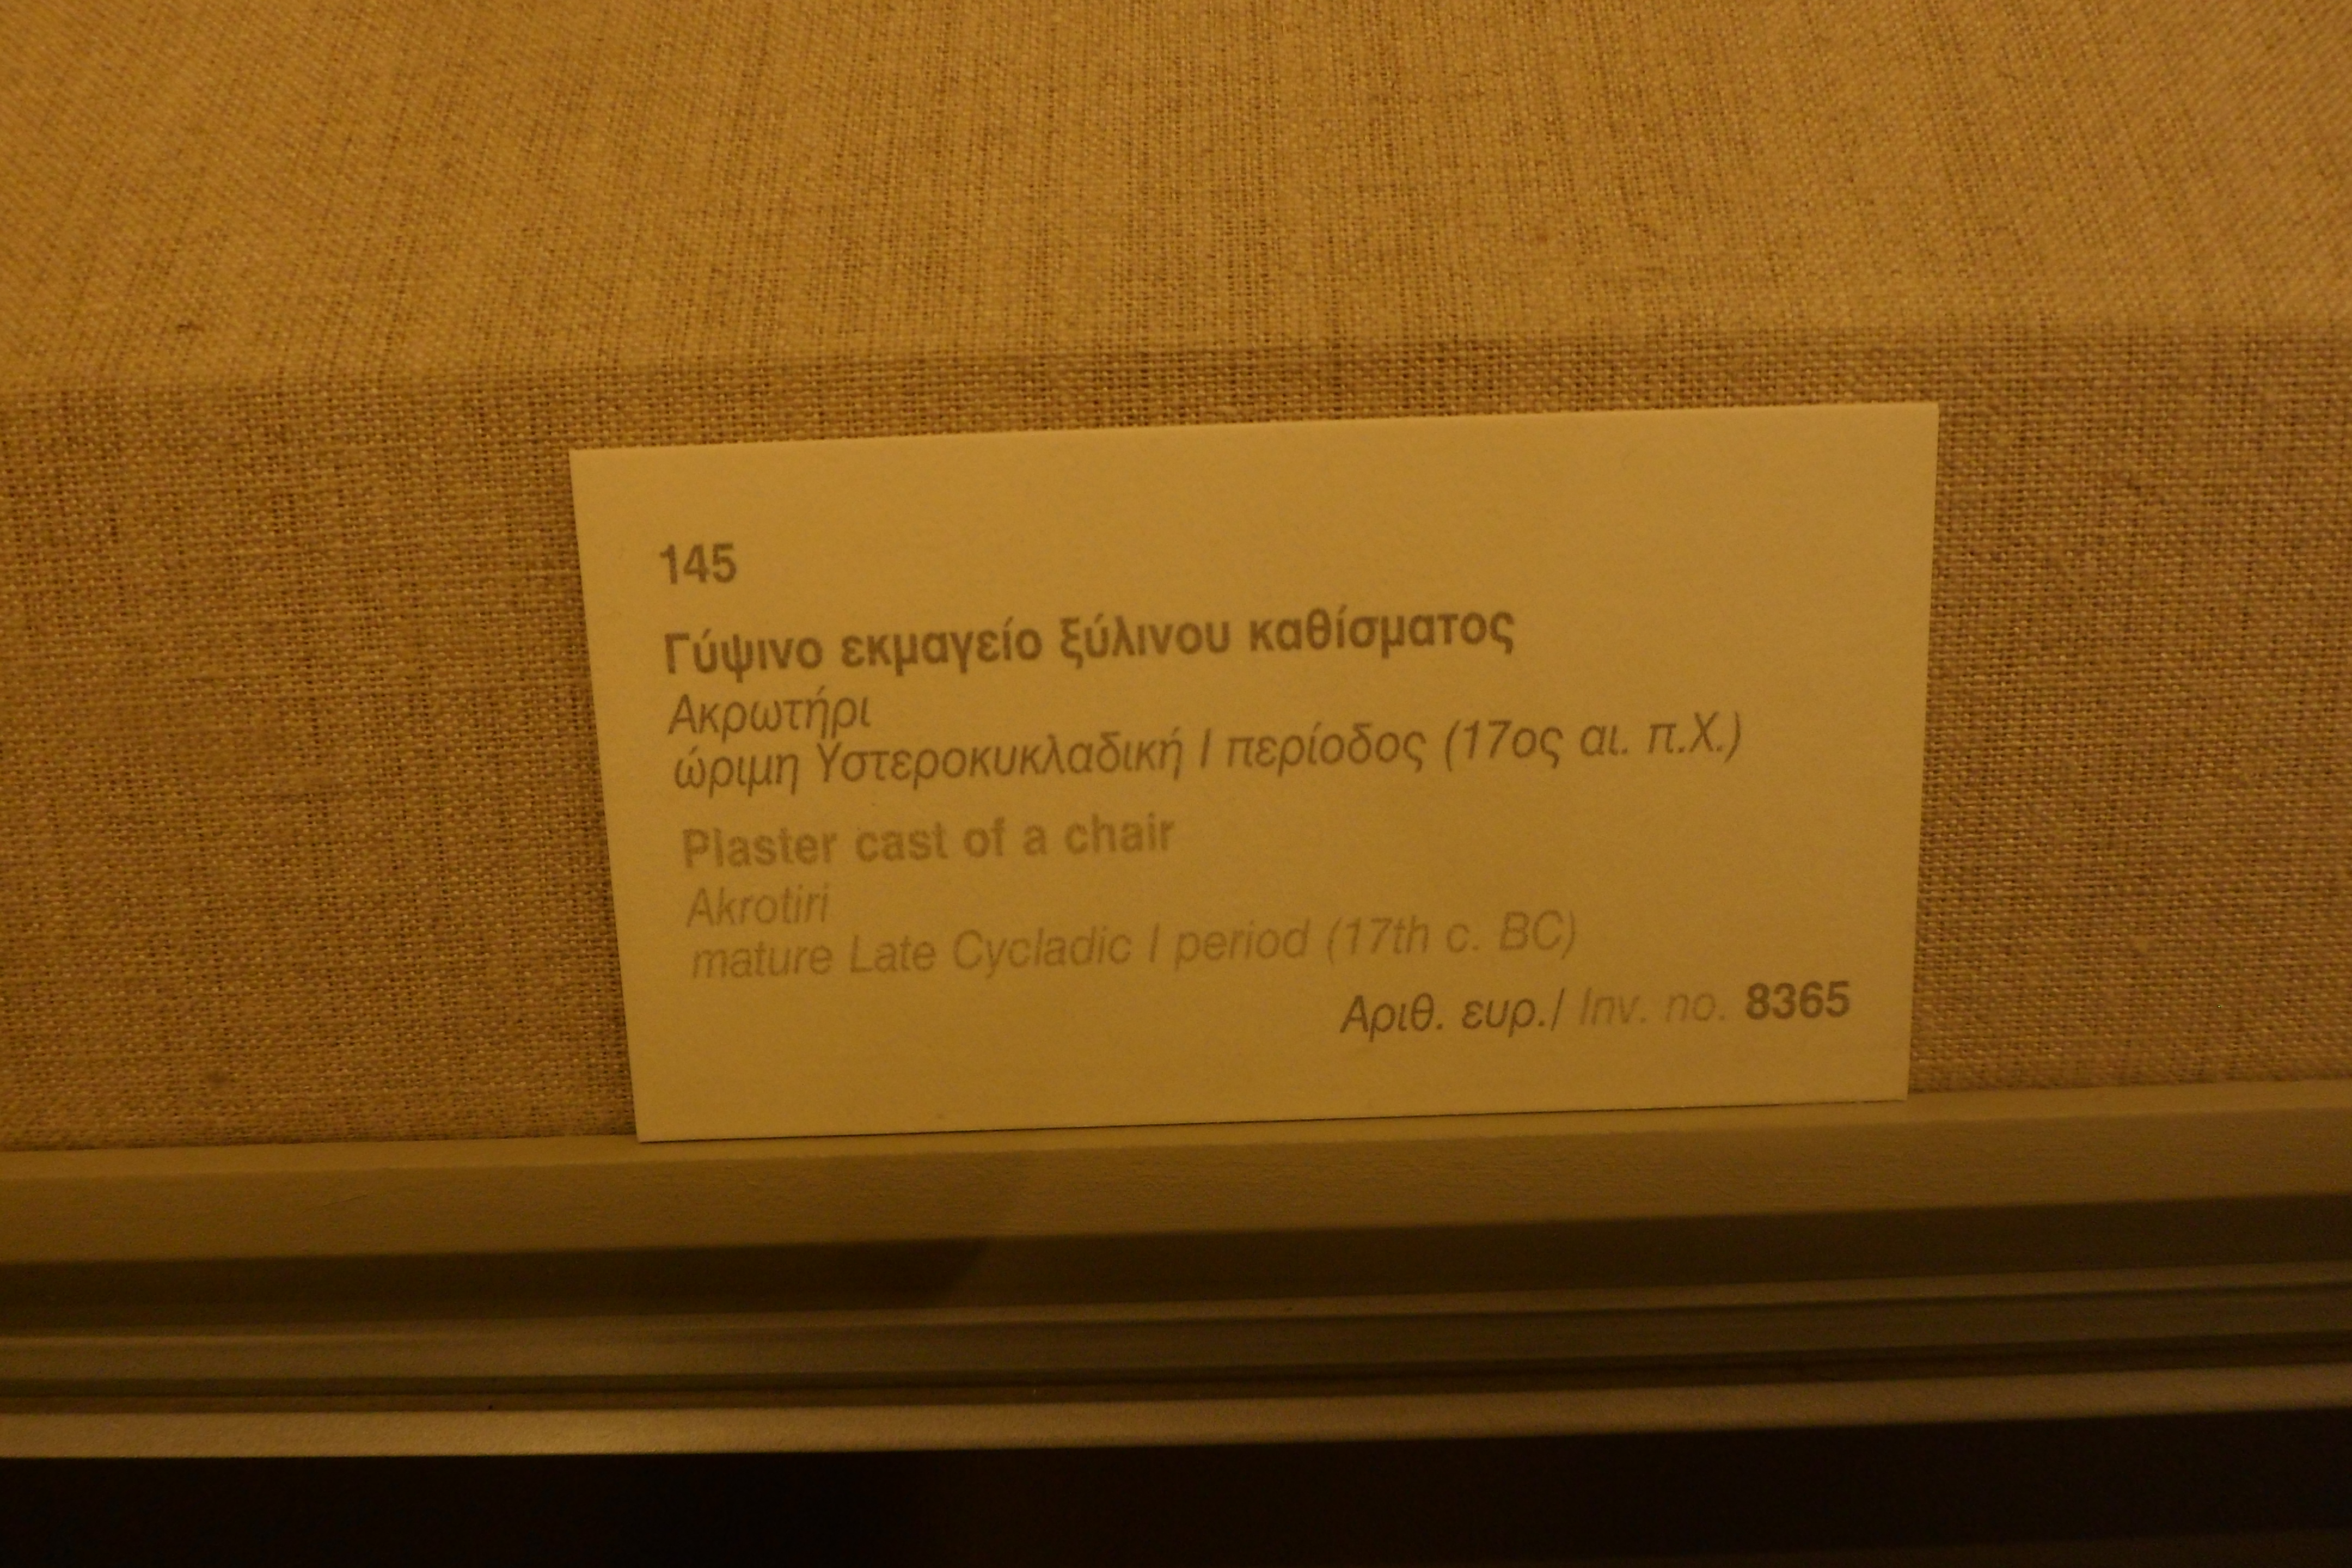 145
Γύψινο εκμαγείο ξύλινου καθίσματος
Ακρωτήρι
ώριμη Υστεροκυκλαδική Ι περίοδος (17ος αι. π.Χ.)
Plaster cast of a chair
Akrotiri
mature Late Cycladic I period (17th c. BC)
Αριθ. ευρ./ Inv. no. 8365